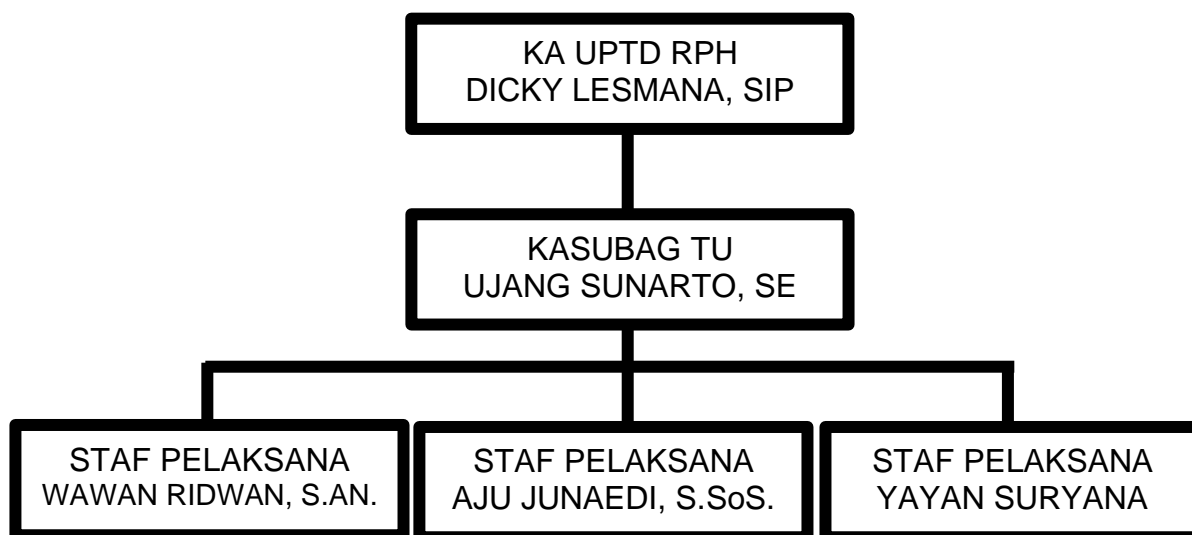 KA UPTD RPH
DICKY LESMANA, SIP
KASUBAG TU
UJANG SUNARTO, SE
STAF PELAKSANA
WAWAN RIDWAN, S.AN.
STAF PELAKSANA
AJU JUNAEDI, S.SoS.
STAF PELAKSANA
YAYAN SURYANA